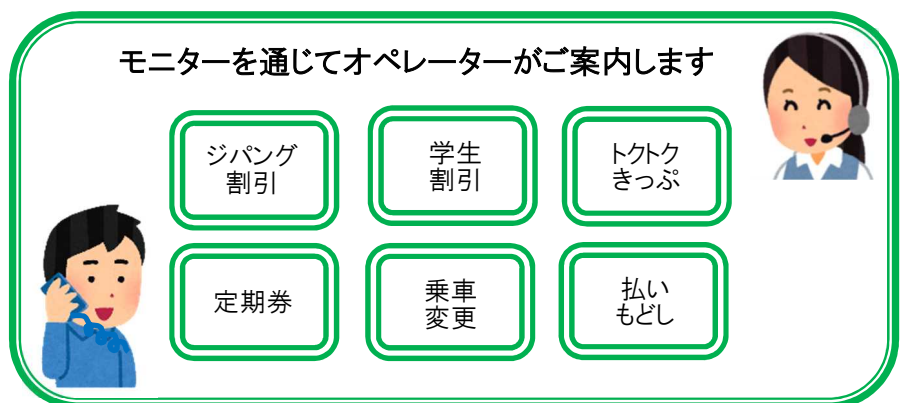 モニターを通じてオペレーターがご案内します
ジパング
割引
学生
割引
トクトク
きっぷ
定期券
乗車
変更
払い
もどし